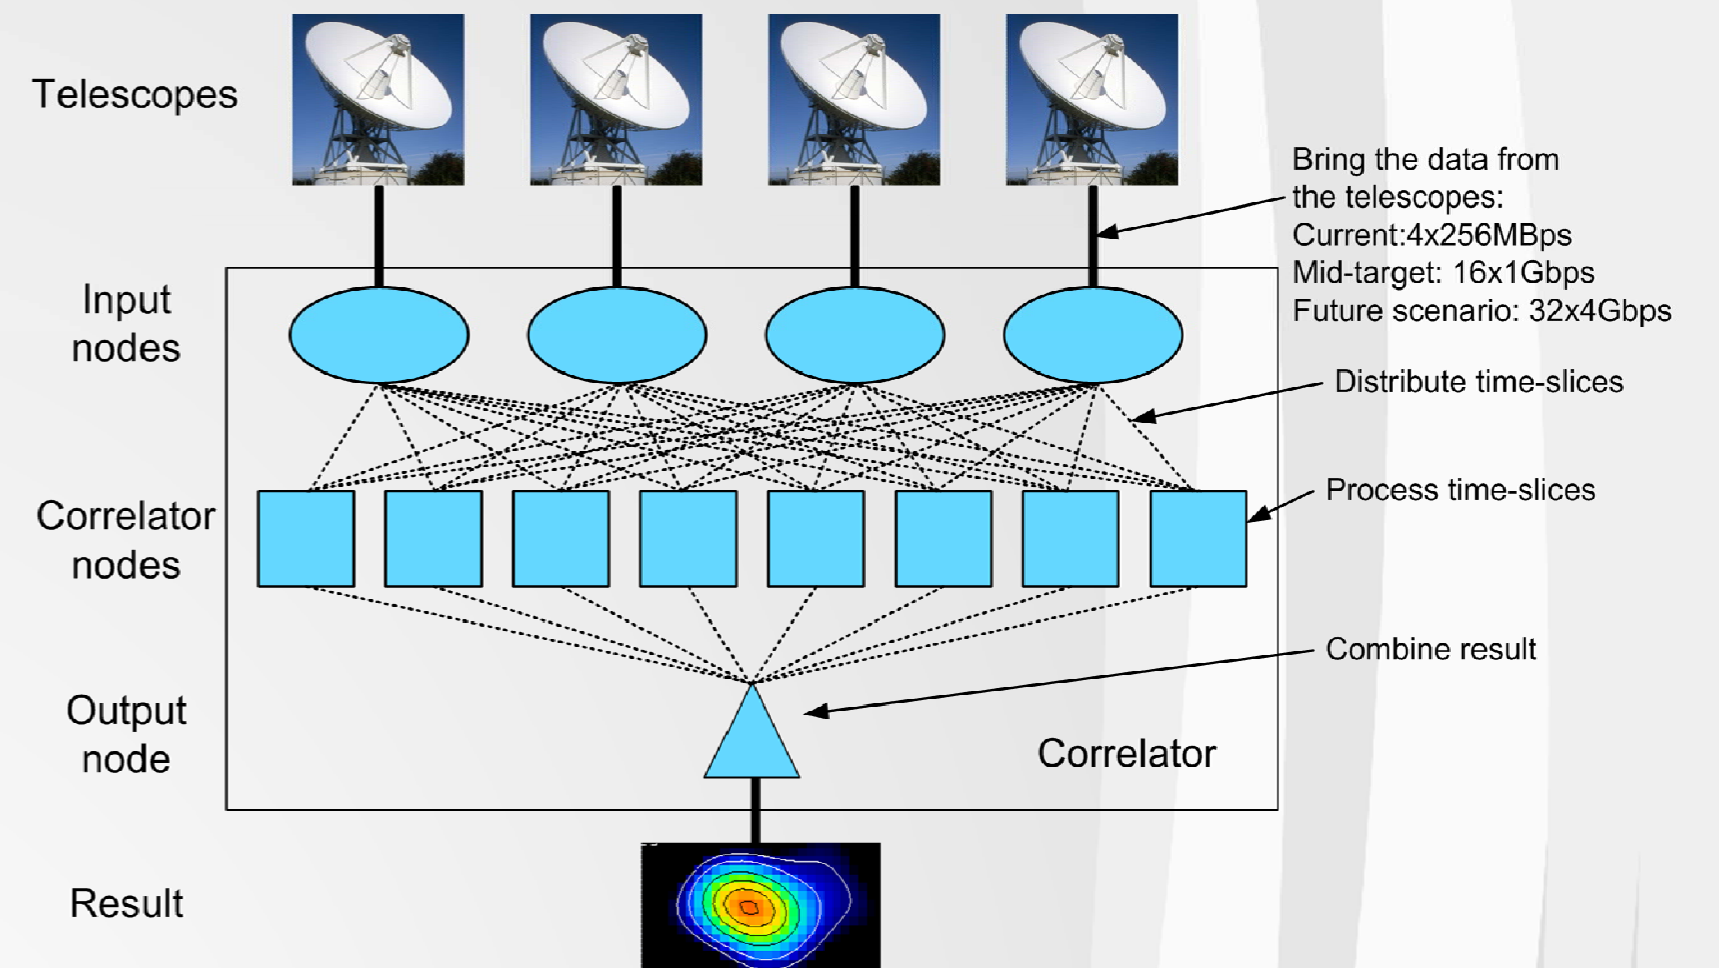 Telescopes
Bring the data from
the telescopes:
Current:4x256MBps
Mid-target: 16x1Gbps
Future scenario: 32x4Gbps
Input
nodes
Distribute time-slices
Correlator
nodes
Process time-slices
Combine result
Output
node
Correlator
Result